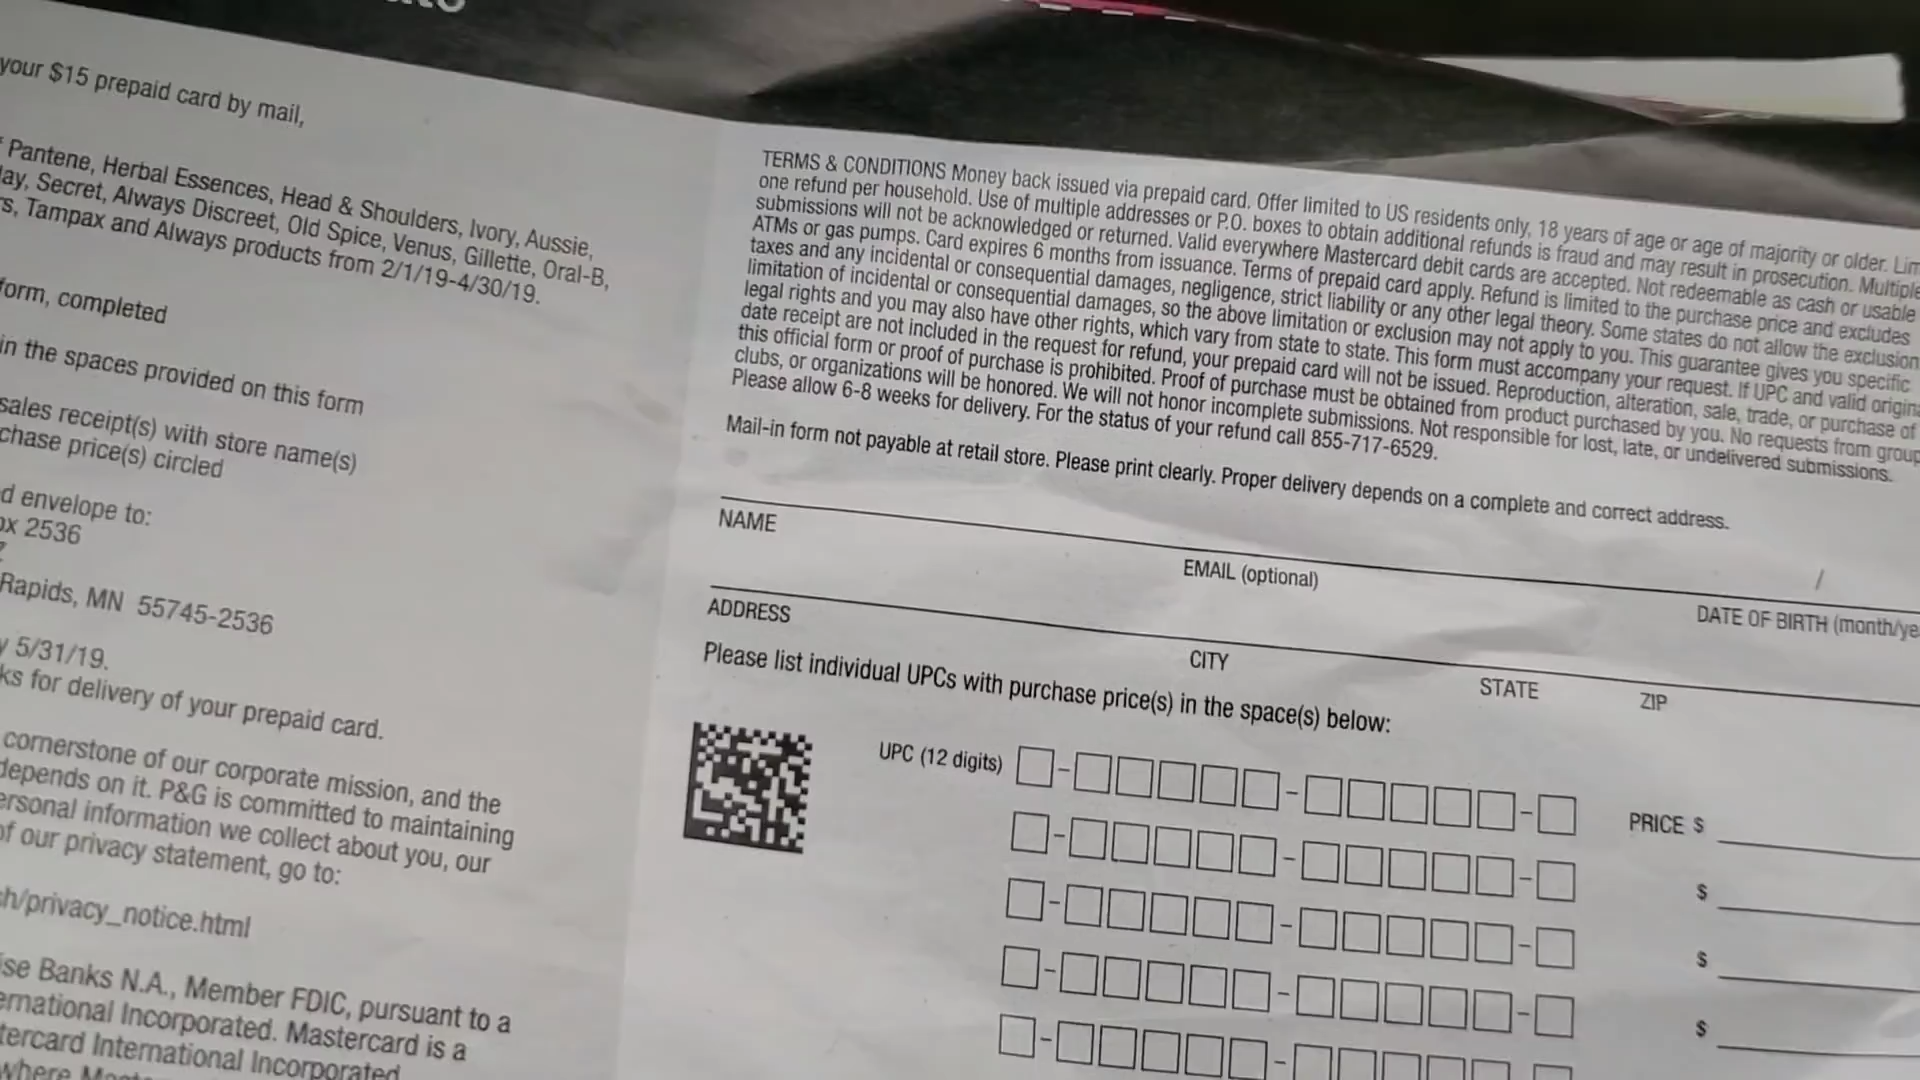 your $15 prepaid card by mail,
Pantene, Herbal Essences, Head & Shoulders, Ivory, Aussie,
Secret, Always Discreet, Old Spice, Venus, Gillette, Oral-B,
Tampax and Always products from 2/1/19-4/30/19.
form, completed
in the spaces provided on this form
sales receipt(s) with store name(s)
price(s) circled
envelope to:
2536
Rapids, MN 55745-2536
5/31/19.
for delivery of your prepaid card.
cornerstone of our corporate mission, and the
depends on it. P&G is committed to maintaining
information we collect about you, our
of our privacy statement, go to:
h/privacy_notice.html
Banks N.A., Member FDIC, pursuant to a
Incorporated. Mastercard is a
International Incorporated
where
TERMS & CONDITIONS Money back issued via prepaid card. Offer limited to US residents only, 18 years of age or age of majority or older. Lim
one refund per household. Use of multiple addresses or P.O. boxes to obtain additional refunds is fraud and may result in prosecution. Multiple
submissions will not be acknowledged or returned. Valid everywhere Mastercard debit cards are accepted. Not redeemable as cash or usable
ATMs or gas pumps. Card expires 6 months from issuance. Terms of prepaid card apply. Refund is limited to the purchase price and excludes
taxes and any incidental or consequential damages, negligence, strict liability or any other legal theory. Some states do not allow the exclusion
limitation of incidental or consequential damages, so the above limitation or exclusion may not apply to you. This guarantee gives you specific
legal rights and you may also have other rights, which vary from state to state. This form must accompany your request. If UPC and valid origina
date receipt are not included in the request for refund, your prepaid card will not be issued. Reproduction, alteration, sale, trade, or purchase of
this official form or proof of purchase is prohibited. Proof of purchase must be obtained from product purchased by you. No requests from group
clubs, or organizations will be honored. We will not honor incomplete submissions. Not responsible for lost, late, or undelivered submissions.
Please allow 6-8 weeks for delivery. For the status of your refund call 855-717-6529.
Mail-in form not payable at retail store. Please print clearly. Proper delivery depends on a complete and correct address.
/
NAME EMAIL (optional) DATE OF BIRTH (month/ye
ADDRESS CITY STATE ZIP
Please list individual UPCs with purchase price(s) in the space(s) below:
UPC (12 digits) - - - PRICE $
- - - $
- - - $
- - - $
- -